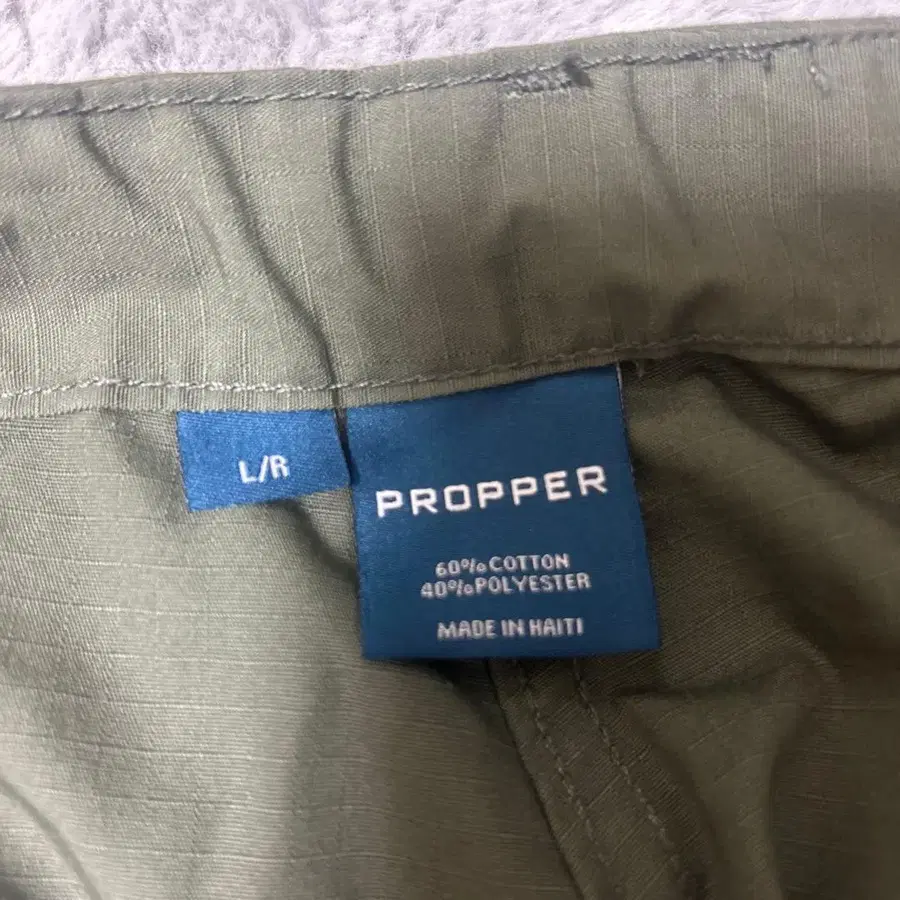 L/R
PROPPER
60% COTTON
40% POLYESTER
MADE IN HAITI